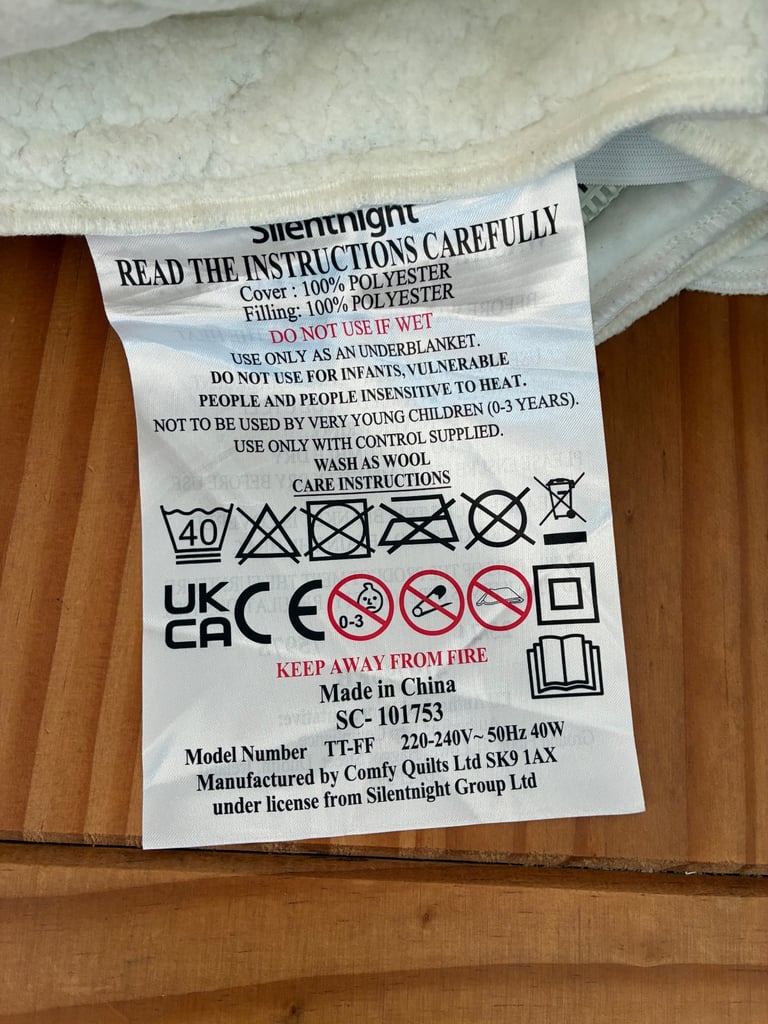 Silentnight
READ THE INSTRUCTIONS CAREFULLY
Cover : 100% POLYESTER
Filling: 100% POLYESTER
DO NOT USE IF WET
USE ONLY AS AN UNDERBLANKET.
DO NOT USE FOR INFANTS, VULNERABLE
PEOPLE AND PEOPLE INSENSITIVE TO HEAT.
NOT TO BE USED BY VERY YOUNG CHILDREN (0-3 YEARS).
USE ONLY WITH CONTROL SUPPLIED.
WASH AS WOOL
CARE INSTRUCTIONS
40
UK
CA CE 0-3
KEEP AWAY FROM FIRE
Made in China
SC- 101753
Model Number TT-FF 220-240V~ 50Hz 40W
Manufactured by Comfy Quilts Ltd SK9 1AX
under license from Silentnight Group Ltd